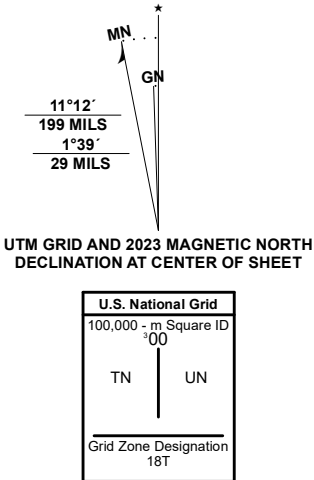 MN
GN
11°12´
199 MILS
1°39´
29 MILS
UTM GRID AND 2023 MAGNETIC NORTH
DECLINATION AT CENTER OF SHEET
U.S. National Grid
100,000 - m Square ID
³00
TN UN
Grid Zone Designation
18T